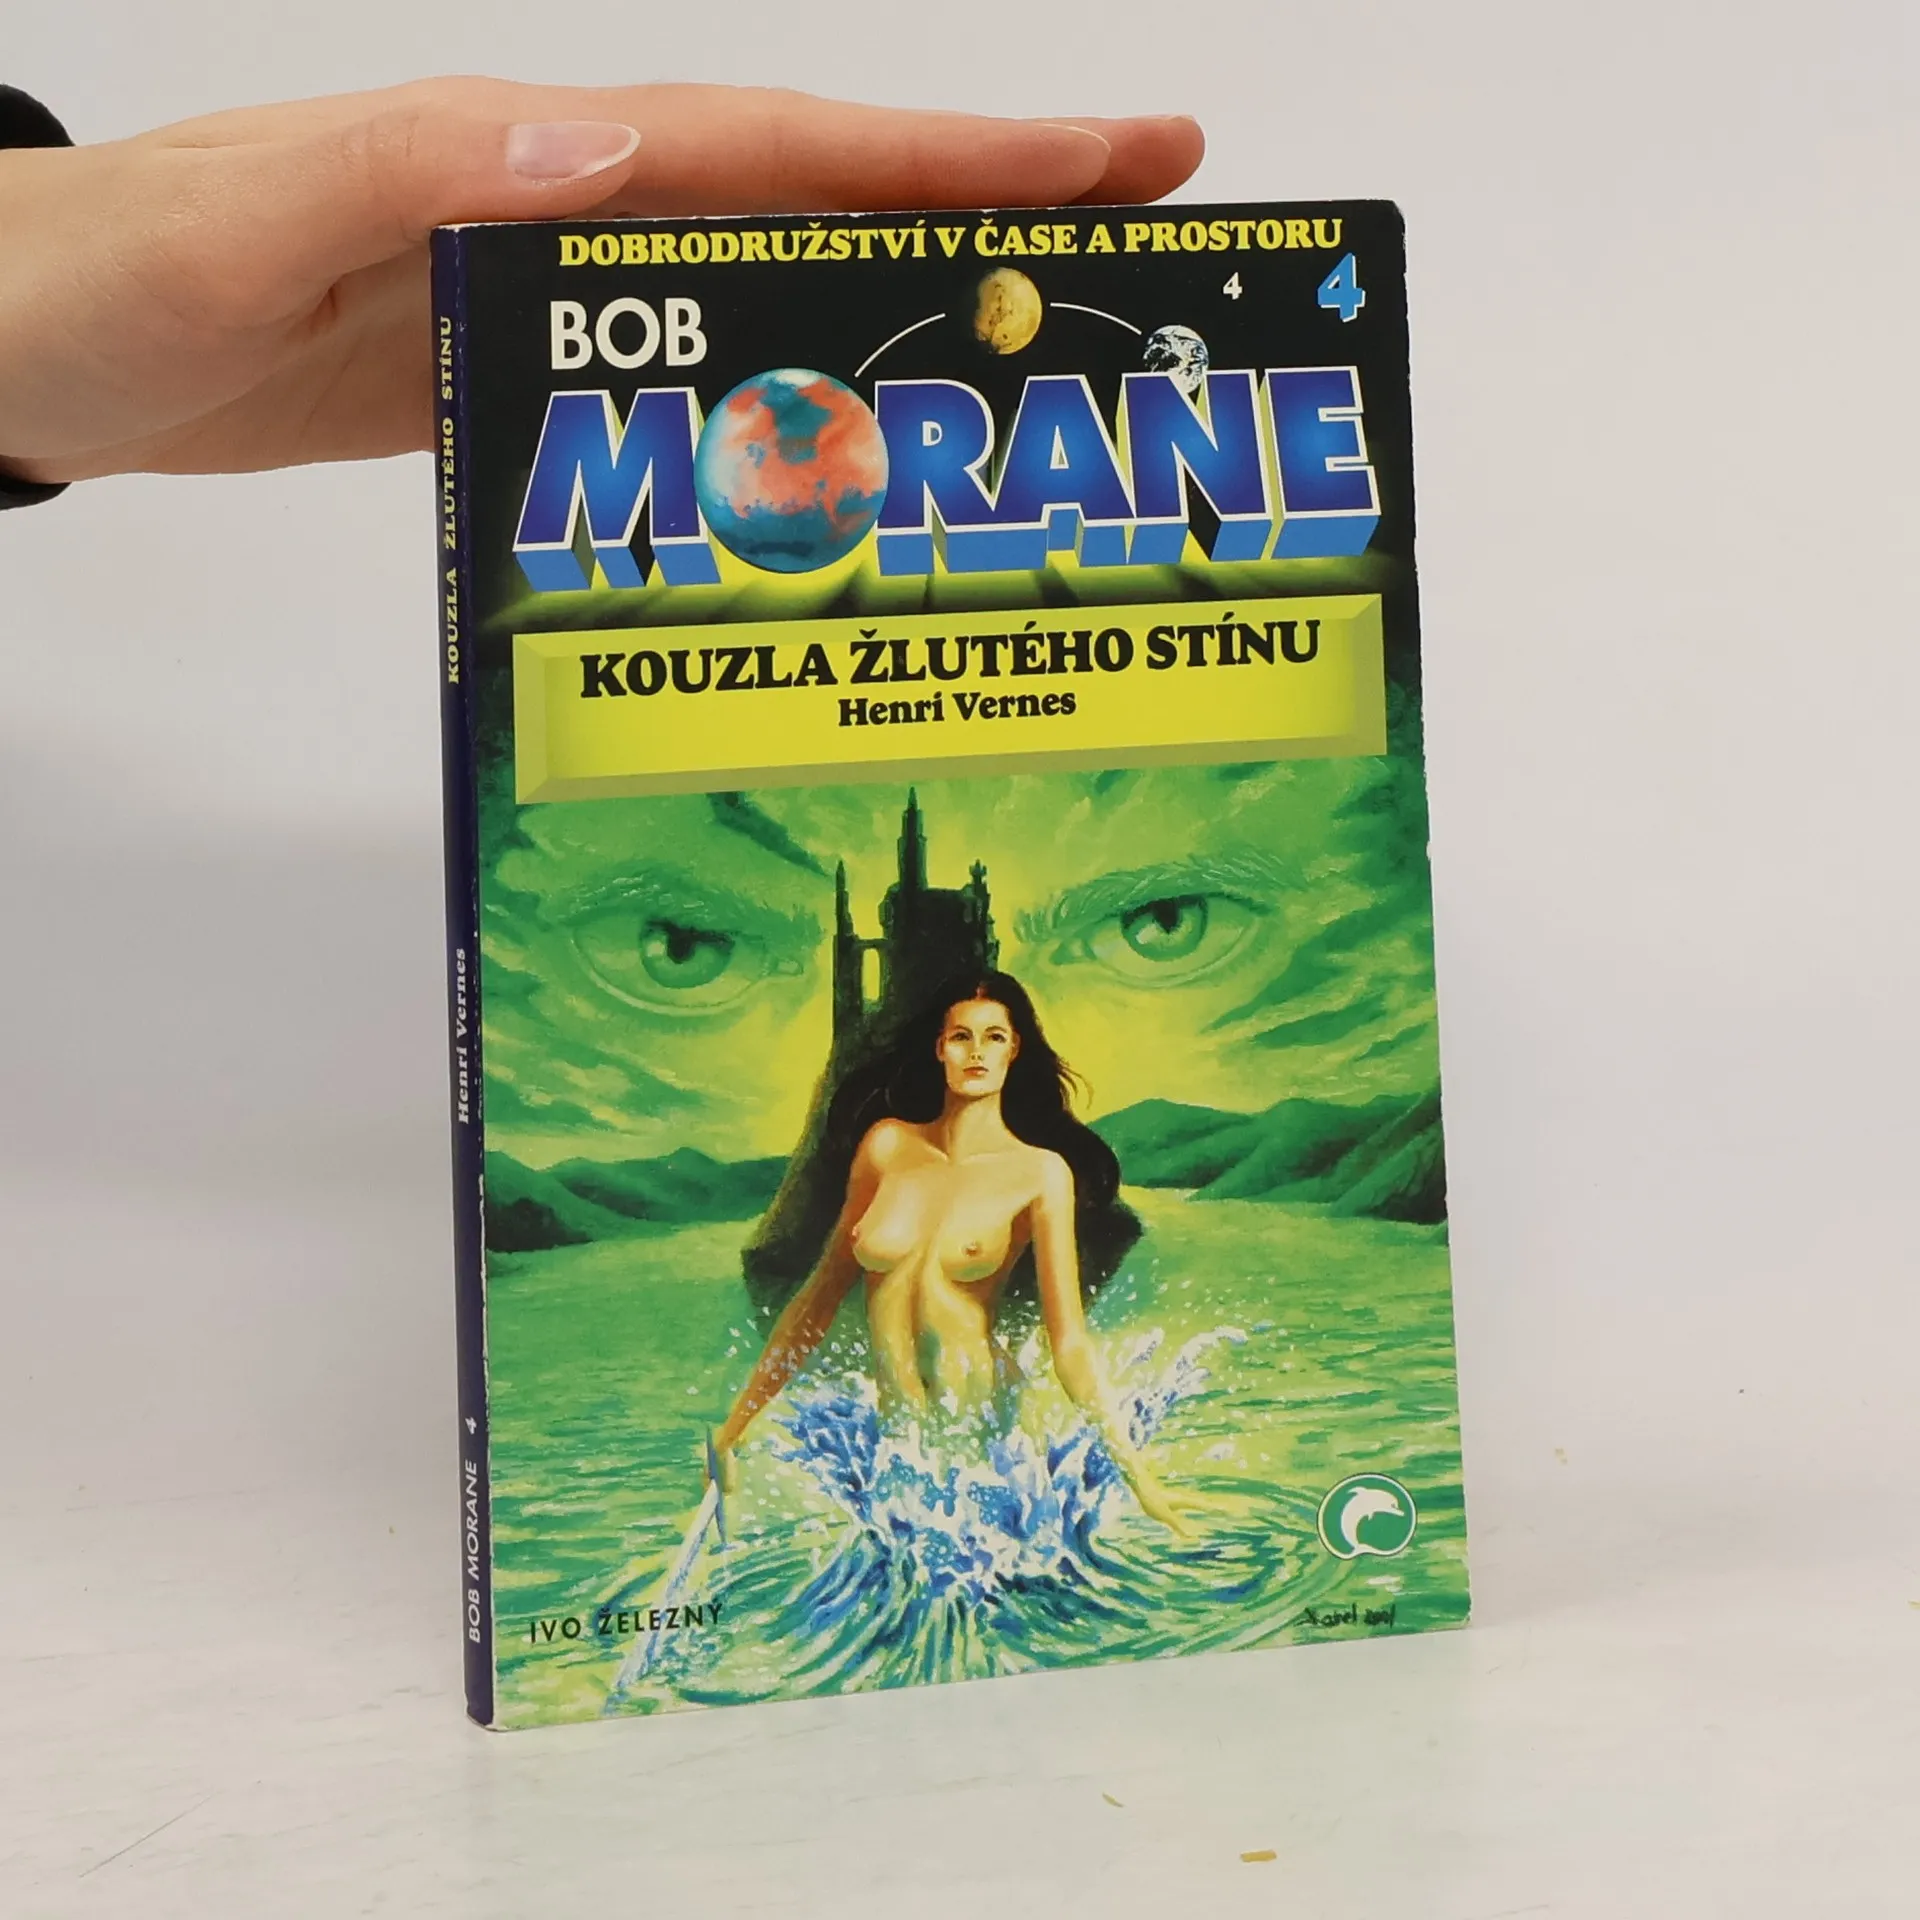 DOBRODRUŽSTVÍ V ČASE A PROSTORU
4 4
BOB
MORANE
KOUZLA ŽLUTÉHO STÍNU
Henri Vernes
IVO ŽELEZNÝ
KOUZLA ŽLUTÉHO STÍNU
Henri Vernes
BOB MORANE 4